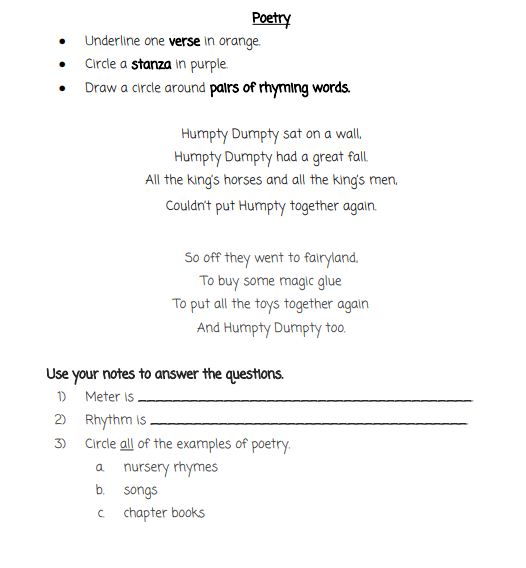 Poetry
• Underline one verse in orange.
• Circle a stanza in purple.
• Draw a circle around pairs of rhyming words.
Humpty Dumpty sat on a wall,
Humpty Dumpty had a great fall.
All the king's horses and all the king's men,
Couldn't put Humpty together again.
So off they went to fairyland,
To buy some magic glue
To put all the toys together again
And Humpty Dumpty too.
Use your notes to answer the questions.
1) Meter is ____________________
2) Rhythm is ____________________
3) Circle all of the examples of poetry.
a. nursery rhymes
b. songs
c. chapter books